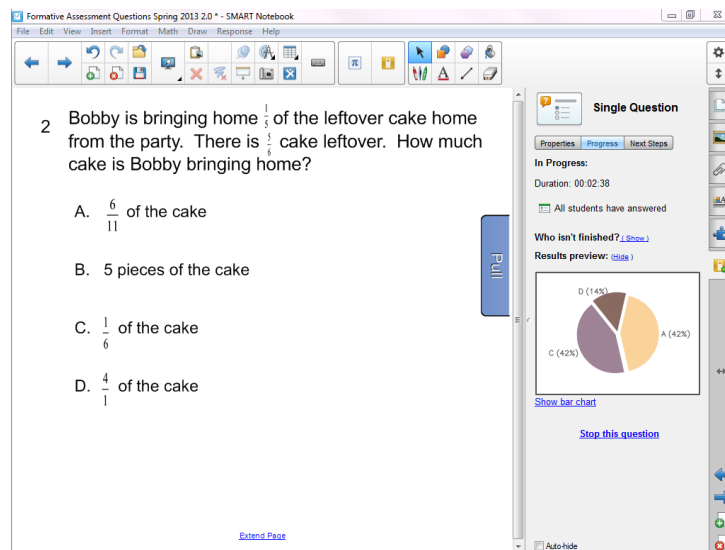 Formative Assessment Questions Spring 2013 2.0 * - SMART Notebook
File Edit View Insert Format Math Draw Response Help
π
A
2 Bobby is bringing home 1/5 of the leftover cake home
from the party. There is 5/6 cake leftover. How much
cake is Bobby bringing home?
A. 6/11 of the cake
B. 5 pieces of the cake
C. 1/6 of the cake
D. 4/1 of the cake
Extend Page
Pull
Single Question
Properties Progress Next Steps
In Progress:
Duration: 00:02:38
All students have answered
Who isn't finished? ( Show )
Results preview: (Hide )
D (14%)
A (42%)
C (42%)
Show bar chart
Stop this question
Auto-hide